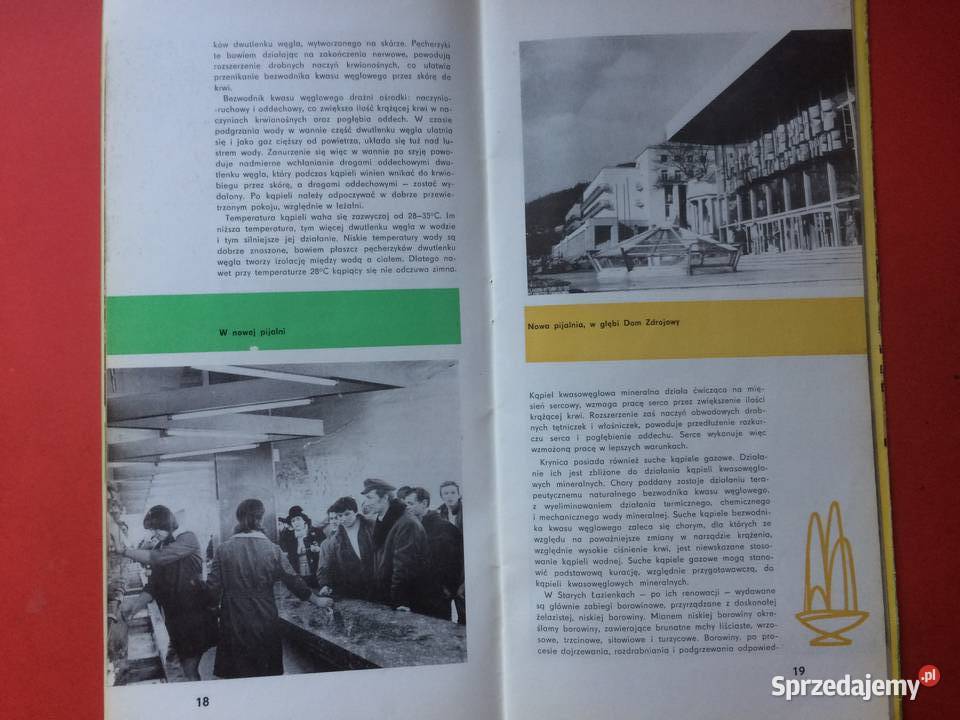 ków dwutlenku węgla, wytworzonego na skórze. Pęcherzyki
te bowiem działając na zakończenia nerwowe, powodują
rozszerzenie drobnych naczyń krwionośnych, co ułatwia
przenikanie bezwodnika kwasu węglowego przez skórę do
krwi.
Bezwodnik kwasu węglowego drażni ośrodki: naczynio-
-ruchowy i oddechowy, co zwiększa ilość krążącej krwi w na-
czyniach krwionośnych oraz pogłębia oddech. W czasie
podgrzania wody w wannie część dwutlenku węgla ulatnia
się i jako gaz cięższy od powietrza, układa się tuż nad lu-
strem wody. Zanurzenie się więc w wannie po szyję powo-
duje nadmierne wchłanianie drogami oddechowymi dwu-
tlenku węgla, który podczas kąpieli winien wnikać do krwio-
biegu przez skórę, a drogami oddechowymi — zostać wy-
dalony. Po kąpieli należy odpoczywać w dobrze przewie-
trzonym pokoju, względnie w leżalni.
Temperatura kąpieli waha się zazwyczaj od 28–35°C. Im
niższa temperatura, tym więcej dwutlenku węgla w wodzie
i tym silniejsze jej działanie. Niskie temperatury wody są
dobrze znoszone, bowiem płaszcz pęcherzyków dwutlenku
węgla tworzy izolację między wodą a ciałem. Dlatego na-
wet przy temperaturze 28°C kąpiący się nie odczuwa zimna.
W nowej pijalni
18
Nowa pijalnia, w głębi Dom Zdrojowy
Kąpiel kwasowęglowa mineralna działa ćwicząco na mię-
sień sercowy, wzmaga pracę serca przez zwiększenie ilości
krążącej krwi. Rozszerzenie zaś naczyń obwodowych drob-
nych tętniczek i włośniczek, powoduje przedłużenie rozkur-
czu serca i pogłębienie oddechu. Serce wykonuje więc
wzmożoną pracę w lepszych warunkach.
Krynica posiada również suche kąpiele gazowe. Działa-
nie ich jest zbliżone do działania kąpieli kwasowęglo-
wych mineralnych. Chory poddany zostaje działaniu tera-
peutycznemu naturalnego bezwodnika kwasu węglowego,
z wyeliminowaniem działania termicznego, chemicznego
i mechanicznego wody mineralnej. Suche kąpiele bezwodni-
ka kwasu węglowego zaleca się chorym, dla których ze
względu na poważniejsze zmiany w narządzie krążenia,
względnie wysokie ciśnienie krwi, jest niewskazane stoso-
wanie kąpieli wodnej. Suche kąpiele gazowe mogą stano-
wić podstawową kurację, względnie przygotowawczą, do
kąpieli kwasowęglowych mineralnych.
W Starych Łazienkach — po ich renowacji — wydawane
są głównie zabiegi borowinowe, przyrządzane z doskonałej
żelazistej, niskiej borowiny. Mianem niskiej borowiny okre-
ślamy borowiny, zawierające brunatne mchy liściaste, wrzo-
sowe, trzcinowe, sitowiowe i turzycowe. Borowiny, po pro-
cesie dojrzewania, rozdrabniania i podgrzewania odpowied-
19
Sprzedajemy.pl